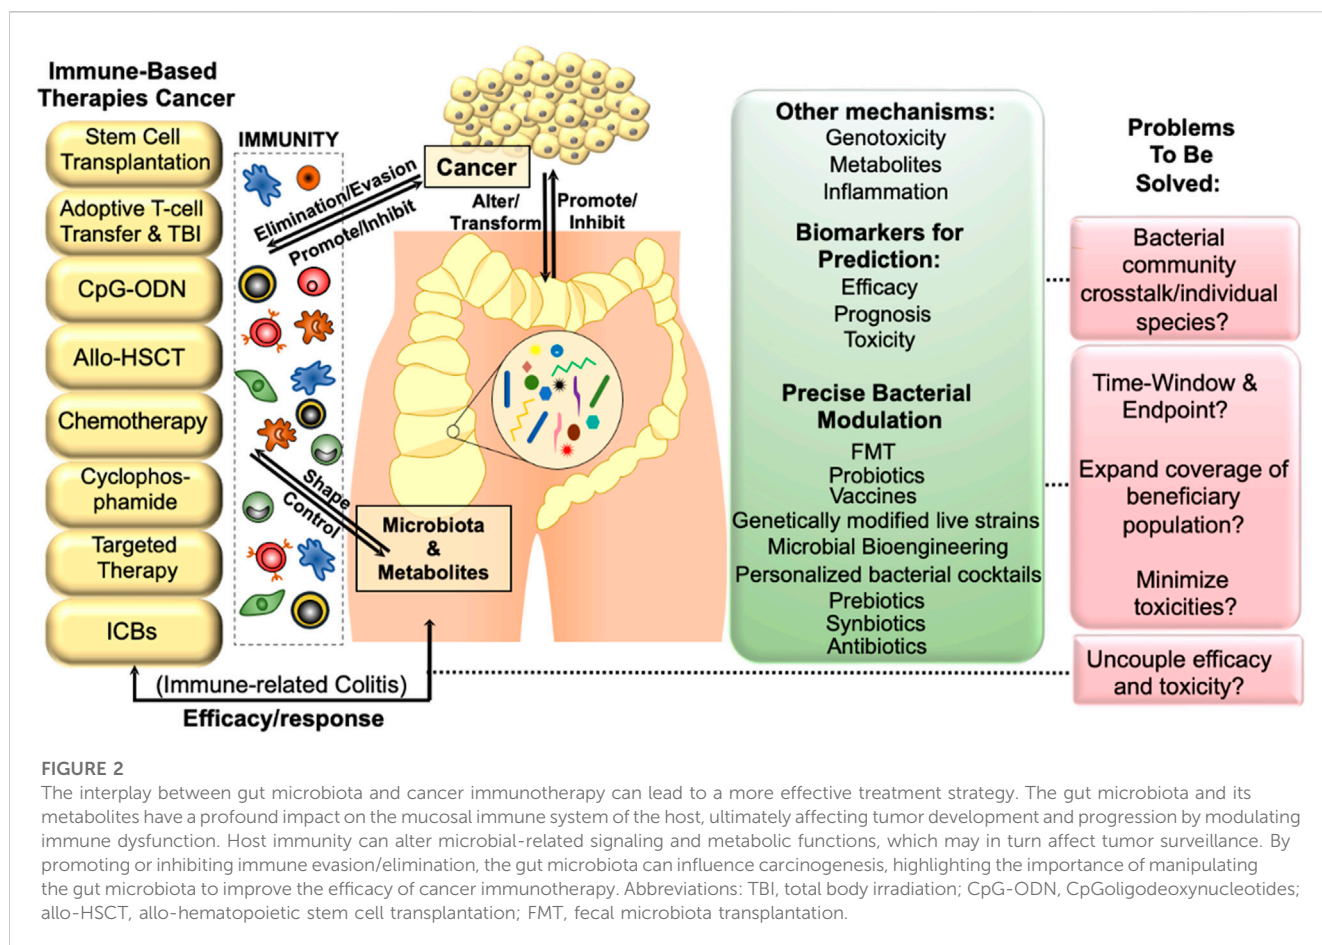 Immune-Based
Therapies Cancer
Stem Cell
Transplantation
Adoptive T-cell
Transfer & TBI
CpG-ODN
Allo-HSCT
Chemotherapy
Cyclophos-
phamide
Targeted
Therapy
ICBs
IMMUNITY
Elimination/Evasion
Promote/Inhibit
Cancer
Alter/
Transform
Promote/
Inhibit
Shape
Control
Microbiota
&
Metabolites
(Immune-related Colitis)
Efficacy/response
Other mechanisms:
Genotoxicity
Metabolites
Inflammation
Biomarkers for
Prediction:
Efficacy
Prognosis
Toxicity
Precise Bacterial
Modulation
FMT
Probiotics
Vaccines
Genetically modified live strains
Microbial Bioengineering
Personalized bacterial cocktails
Prebiotics
Synbiotics
Antibiotics
Problems
To Be
Solved:
Bacterial
community
crosstalk/individual
species?
Time-Window &
Endpoint?
Expand coverage of
beneficiary
population?
Minimize
toxicities?
Uncouple efficacy
and toxicity?
FIGURE 2
The interplay between gut microbiota and cancer immunotherapy can lead to a more effective treatment strategy. The gut microbiota and its
metabolites have a profound impact on the mucosal immune system of the host, ultimately affecting tumor development and progression by modulating
immune dysfunction. Host immunity can alter microbial-related signaling and metabolic functions, which may in turn affect tumor surveillance. By
promoting or inhibiting immune evasion/elimination, the gut microbiota can influence carcinogenesis, highlighting the importance of manipulating
the gut microbiota to improve the efficacy of cancer immunotherapy. Abbreviations: TBI, total body irradiation; CpG-ODN, CpGoligodeoxynucleotides;
allo-HSCT, allo-hematopoietic stem cell transplantation; FMT, fecal microbiota transplantation.